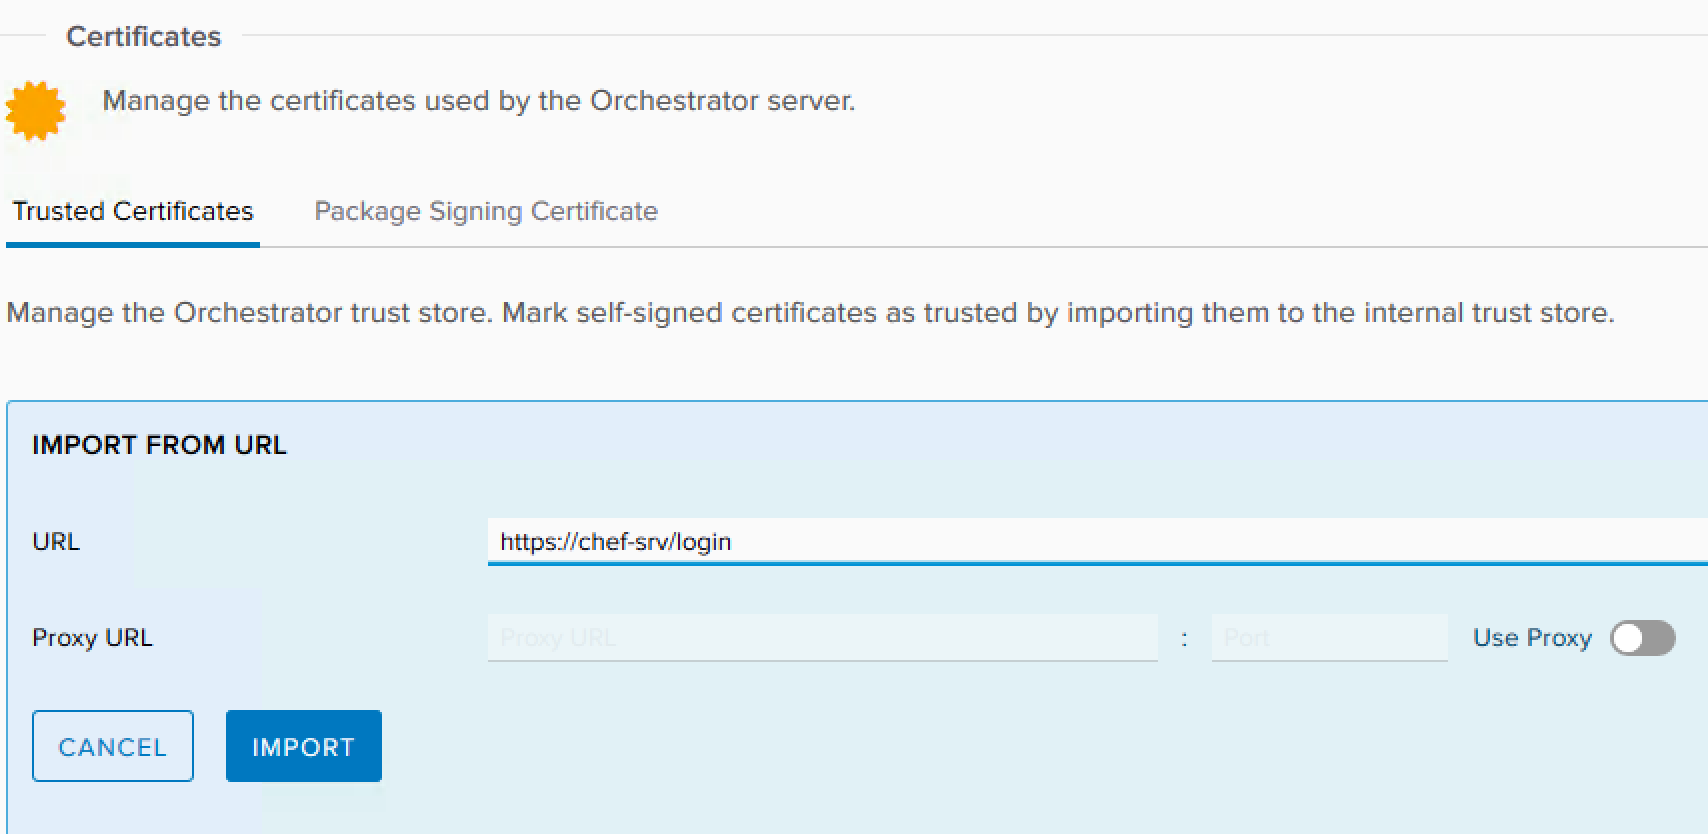 Certificates
Manage the certificates used by the Orchestrator server.
Trusted Certificates Package Signing Certificate
Manage the Orchestrator trust store. Mark self-signed certificates as trusted by importing them to the internal trust store.
IMPORT FROM URL
URL https://chef-srv/login
Proxy URL Proxy URL : Port Use Proxy
CANCEL IMPORT